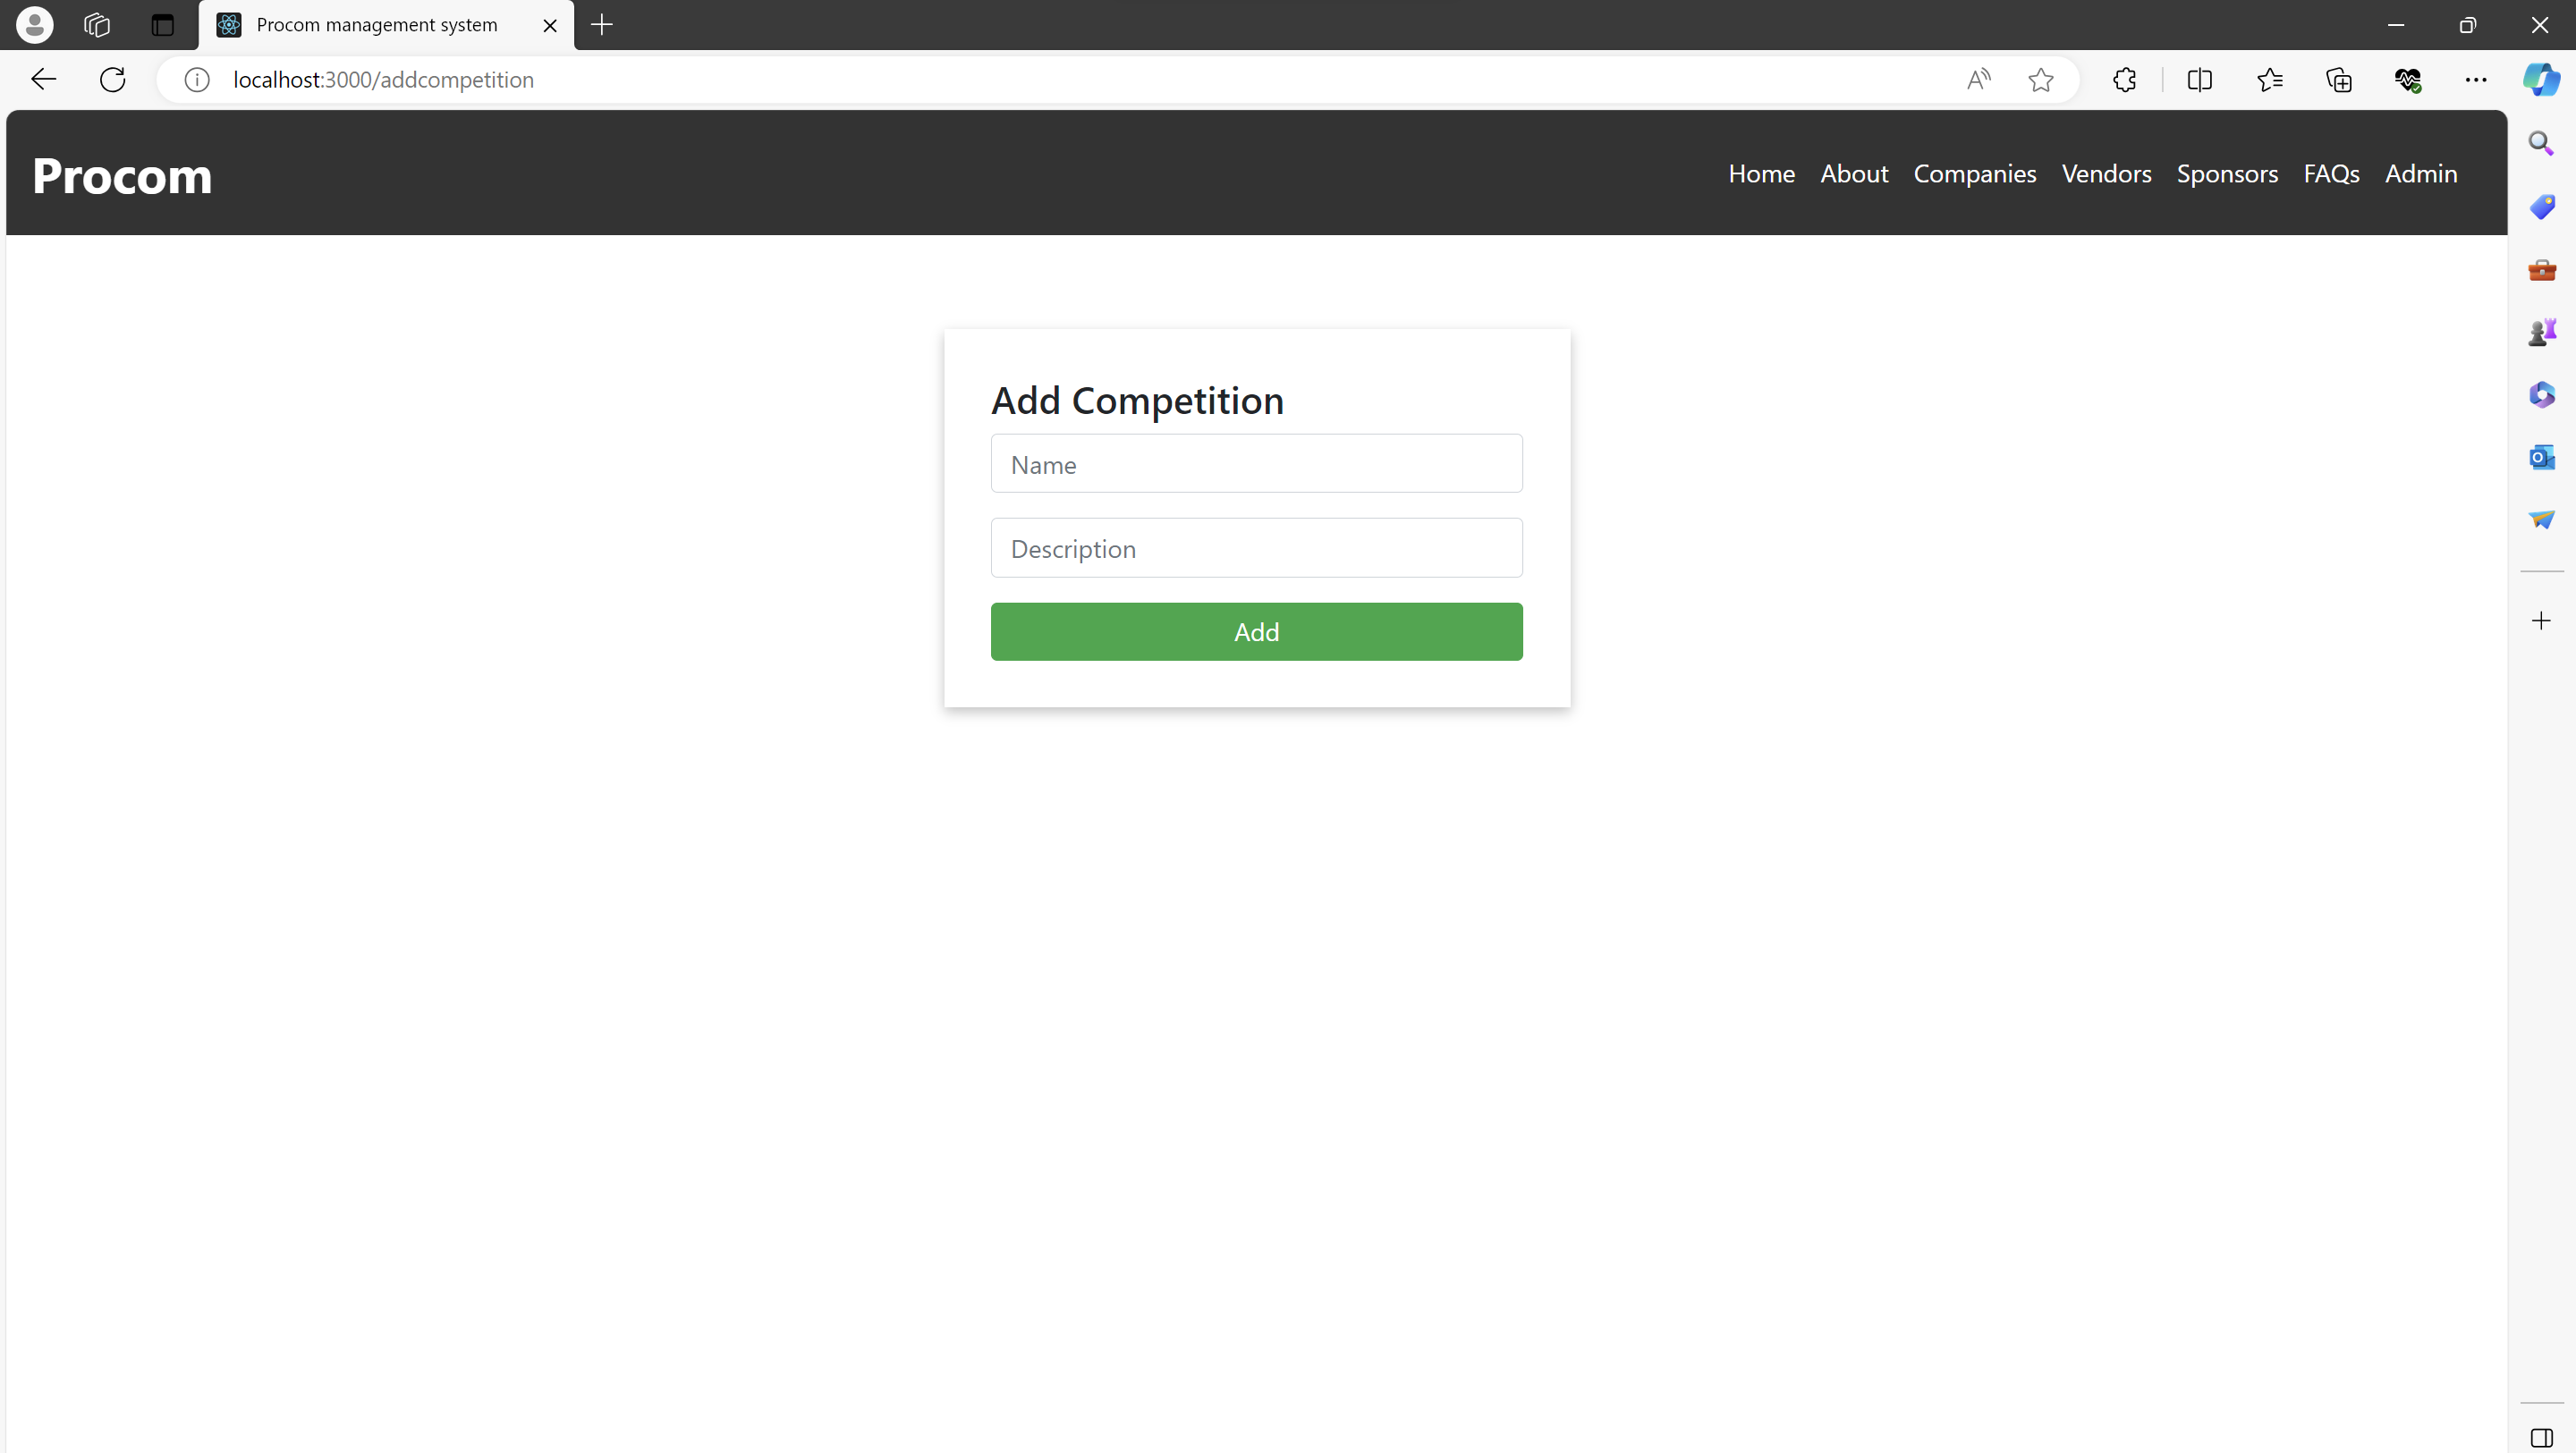 Procom management system
localhost:3000/addcompetition
Procom
Home About Companies Vendors Sponsors FAQs Admin
Add Competition
Name
Description
Add